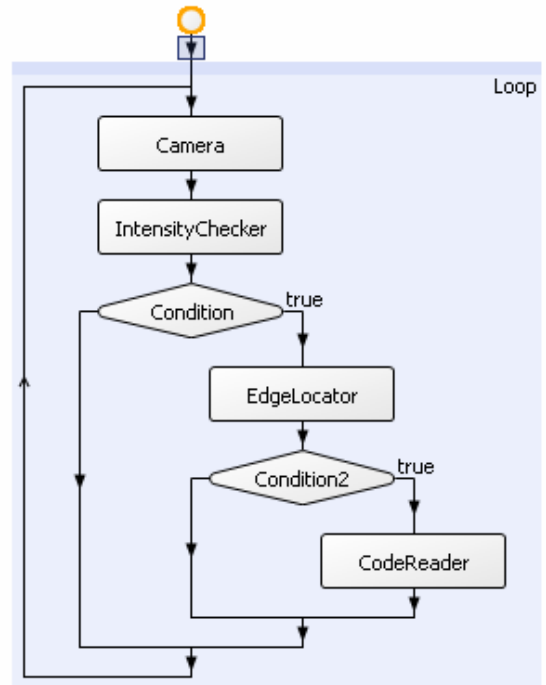 Loop
Camera
IntensityChecker
Condition
true
EdgeLocator
Condition2
true
CodeReader